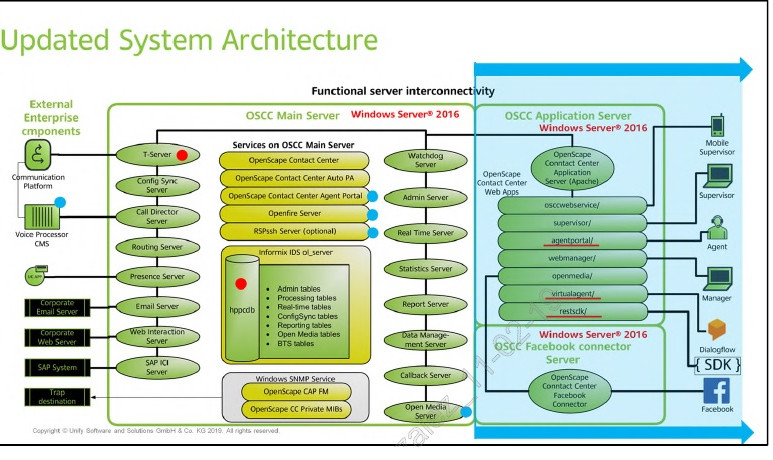 Updated System Architecture
Functional server interconnectivity
External
Enterprise
cmponents
OSCC Main Server
Windows Server® 2016
OSCC Application Server
Windows Server® 2016
Communication
Platform
Voice Processor
CMS
Corporate
Email Server
Corporate
Web Server
SAP System
Trap
destination
T-Server
Config Sync
Server
Call Director
Server
Routing Server
Presence Server
Email Server
Web Interaction
Server
SAP ICI
Server
Services on OSCC Main Server
OpenScape Contact Center
OpenScape Contact Center Auto PA
OpenScape Contact Center Agent Portal
Openfire Server
RSPssh Server (optional)
Informix IDS ol_server
hppcdb
• Admin tables
• Processing tables
• Real-time tables
• ConfigSync tables
• Reporting tables
• Open Media tables
• BTS tables
Windows SNMP Service
OpenScape CAP FM
OpenScape CC Private MIBs
Watchdog
Server
Admin Server
Real Time Server
Statistics Server
Report Server
Data Manage-
ment Server
Callback Server
Open Media
Server
OpenScape
Contact Center
Web Apps
OpenScape
Conntact Center
Application
Server (Apache)
osccwebservice/
supervisor/
agentportal/
webmanager/
openmedia/
virtualagent/
restsdk/
Windows Server® 2016
OSCC Facebook connector
Server
OpenScape
Conntact Center
Facebook
Connector
Mobile
Supervisor
Supervisor
Agent
Manager
Dialogflow
{ SDK }
Facebook
Copyright © Unify Software and Solutions GmbH & Co. KG 2019. All rights reserved.